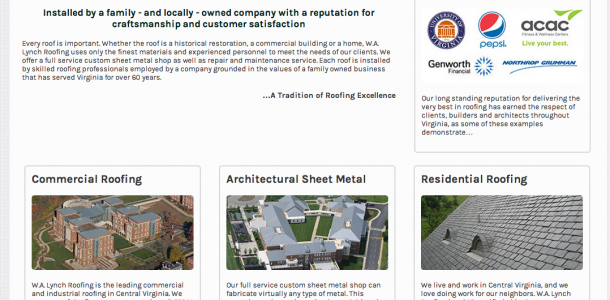 Installed by a family - and locally - owned company with a reputation for
craftsmanship and customer satisfaction
Every roof is important. Whether the roof is a historical restoration, a commercial building or a home, W.A.
Lynch Roofing uses only the finest materials and experienced personnel to meet the needs of our clients. We
offer a full service custom sheet metal shop as well as repair and maintenance service. Each roof is installed
by skilled roofing professionals employed by a company grounded in the values of a family owned business
that has served Virginia for over 60 years.
...A Tradition of Roofing Excellence
UNIVERSITY
VIRGINIA
pepsi.
acac
Fitness & Wellness Centers
Live your best.
Genworth
Financial
NORTHROP GRUMMAN
Our long standing reputation for delivering the
very best in roofing has earned the respect of
clients, builders and architects throughout
Virginia, as some of these examples
demonstrate...
Commercial Roofing
W.A. Lynch Roofing is the leading commercial
and industrial roofing in Central Virginia. We
Architectural Sheet Metal
Our full service custom sheet metal shop can
fabricate virtually any type of metal. This
Residential Roofing
We live and work in Central Virginia, and we
love doing work for our neighbors. W.A. Lynch